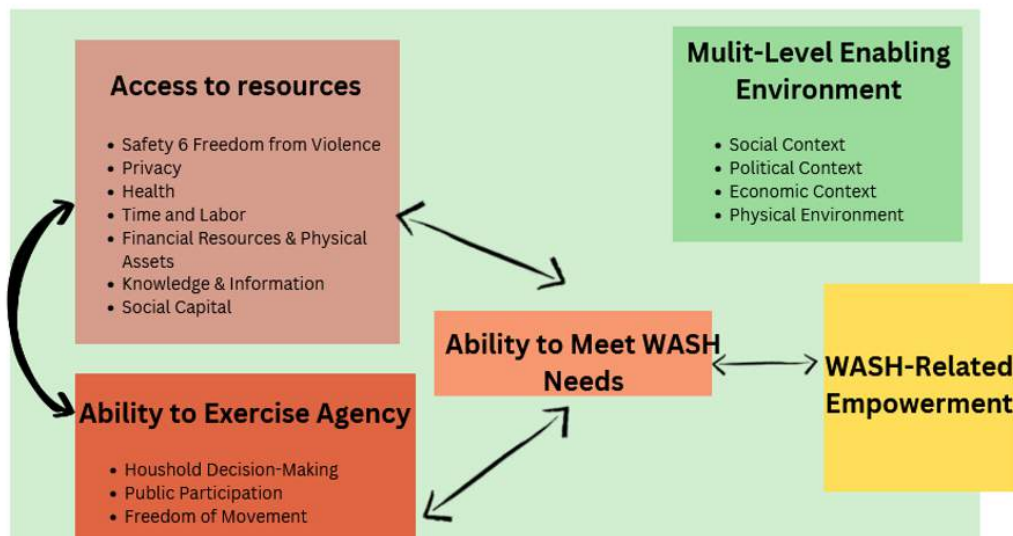 Access to resources
• Safety 6 Freedom from Violence
• Privacy
• Health
• Time and Labor
• Financial Resources & Physical
Assets
• Knowledge & Information
• Social Capital
Mulit-Level Enabling
Environment
• Social Context
• Political Context
• Economic Context
• Physical Environment
Ability to Meet WASH
Needs
WASH-Related
Empowerment
Ability to Exercise Agency
• Houshold Decision-Making
• Public Participation
• Freedom of Movement